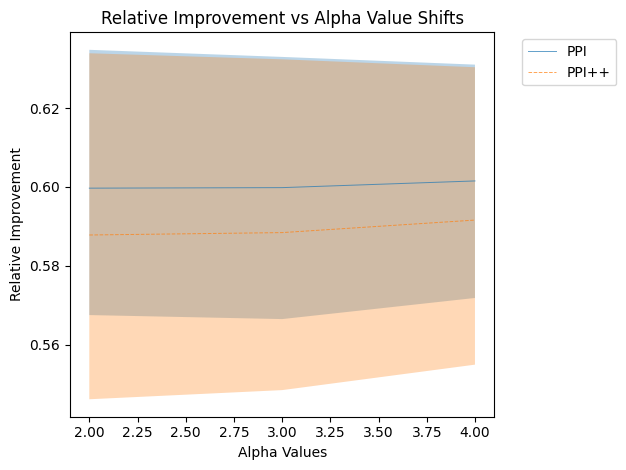 Relative Improvement vs Alpha Value Shifts
PPI
PPI++
Relative Improvement
0.62
0.60
0.58
0.56
2.00 2.25 2.50 2.75 3.00 3.25 3.50 3.75 4.00
Alpha Values